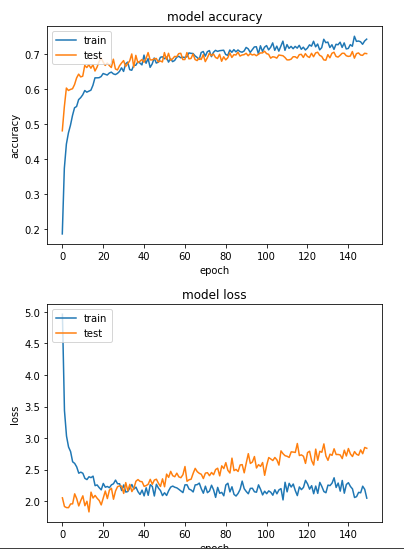 model accuracy
train
test
0.7
0.6
0.5
0.4
0.3
0.2
accuracy
0 20 40 60 80 100 120 140
epoch
model loss
train
test
5.0
4.5
4.0
3.5
3.0
2.5
2.0
loss
0 20 40 60 80 100 120 140
epoch